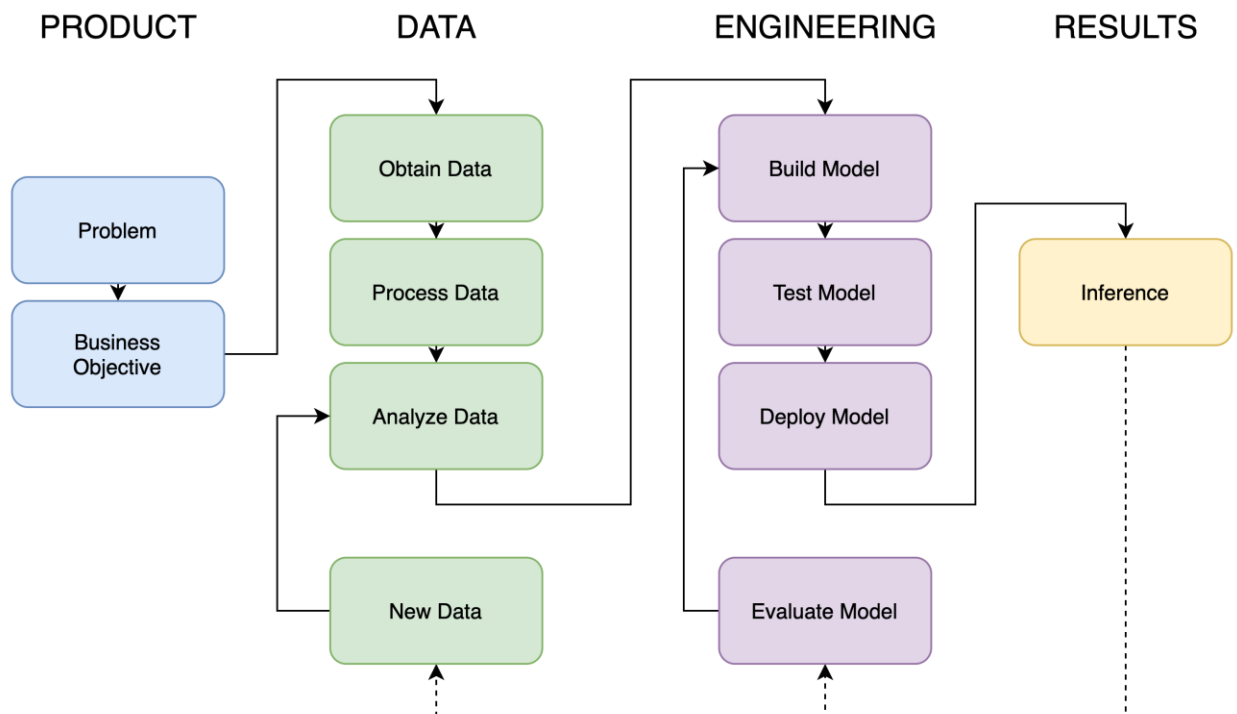 PRODUCT
DATA
ENGINEERING
RESULTS
Problem
Business
Objective
Obtain Data
Process Data
Analyze Data
New Data
Build Model
Test Model
Deploy Model
Evaluate Model
Inference